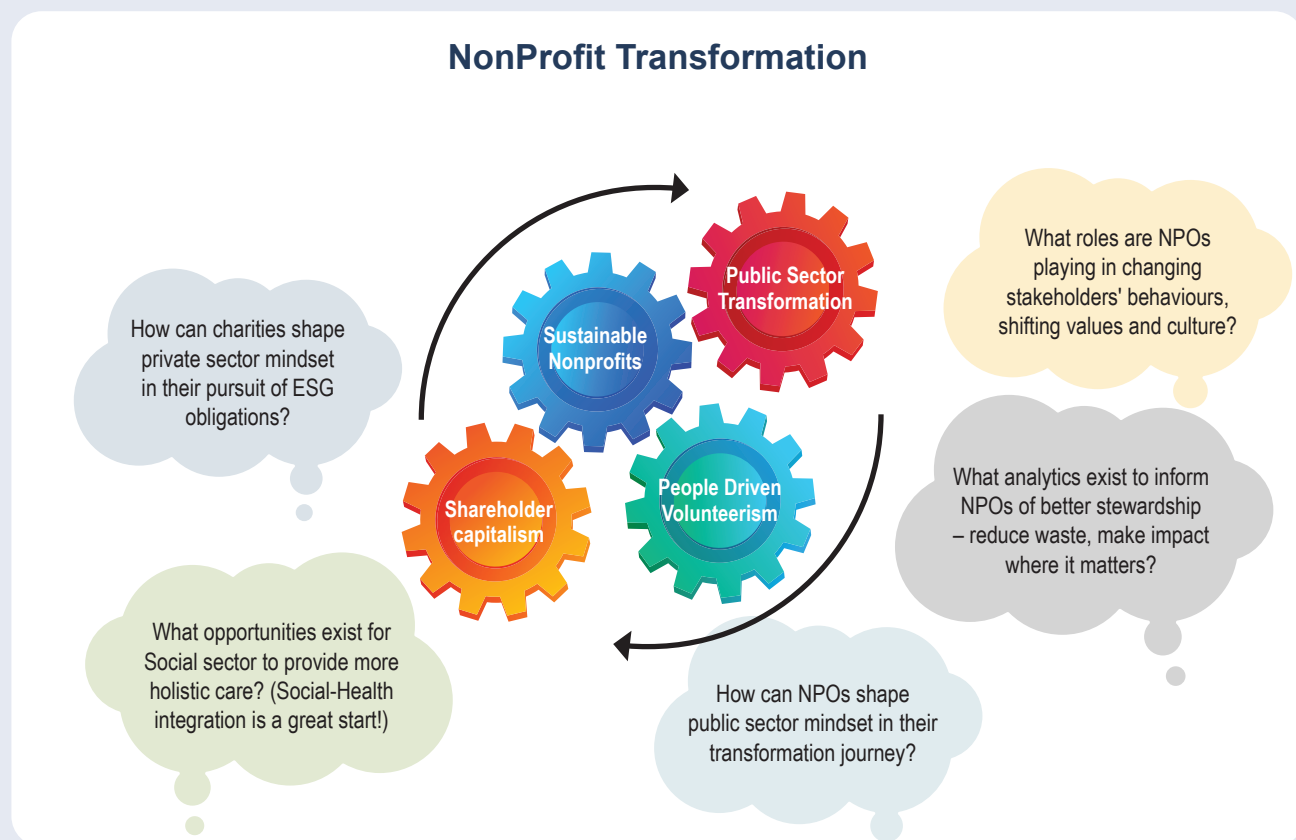 NonProfit Transformation
How can charities shape
private sector mindset
in their pursuit of ESG
obligations?
What opportunities exist for
Social sector to provide more
holistic care? (Social-Health
integration is a great start!)
Public Sector
Transformation
Sustainable
Nonprofits
People Driven
Volunteerism
Shareholder
capitalism
What roles are NPOs
playing in changing
stakeholders' behaviours,
shifting values and culture?
What analytics exist to inform
NPOs of better stewardship
– reduce waste, make impact
where it matters?
How can NPOs shape
public sector mindset in their
transformation journey?